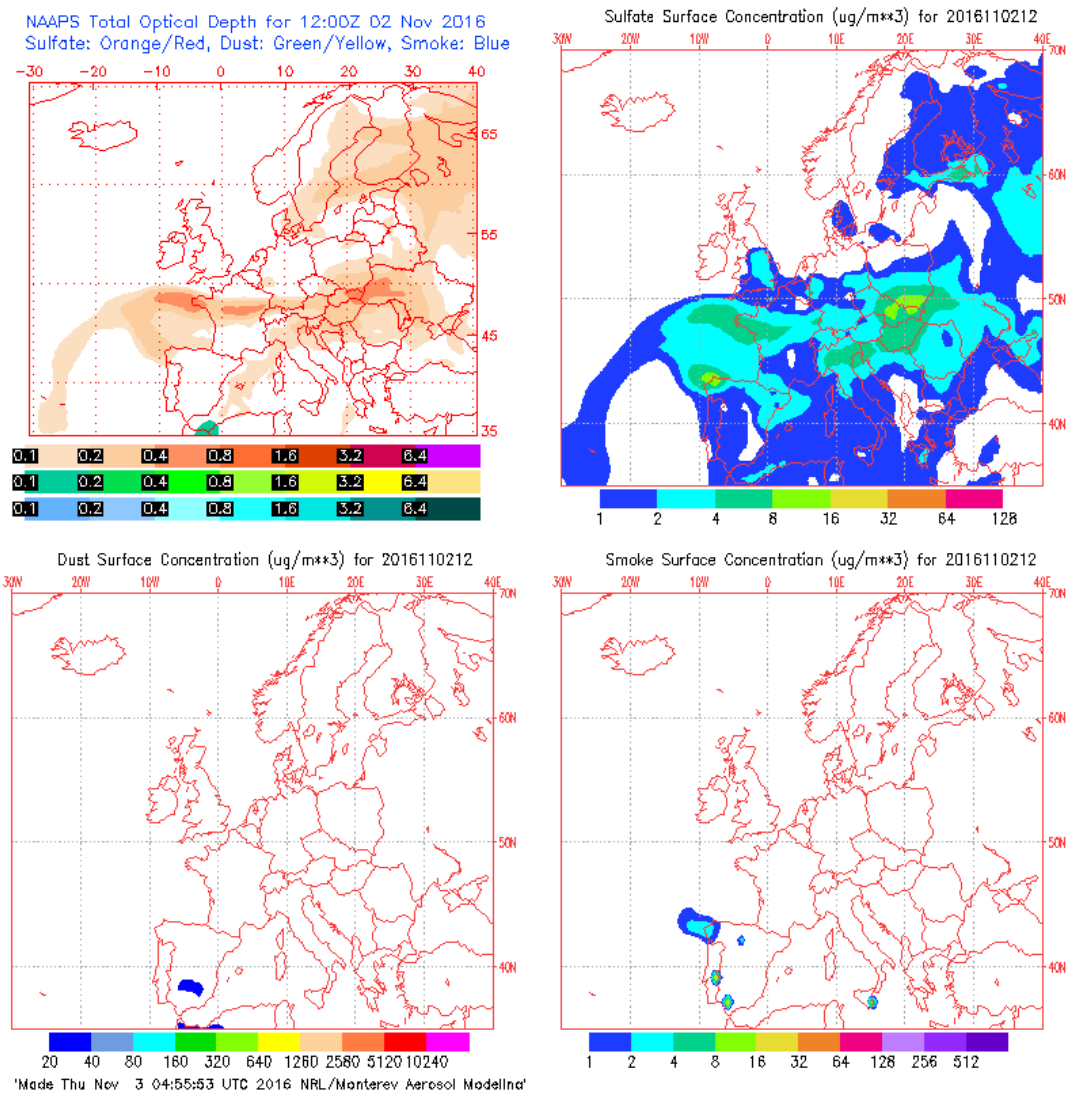 NAAPS Total Optical Depth for 12:00Z 02 Nov 2016
Sulfate: Orange/Red, Dust: Green/Yellow, Smoke: Blue
-30 -20 -10 0 10 20 30 40
65
55
45
35
0.1 0.2 0.4 0.8 1.6 3.2 6.4
0.1 0.2 0.4 0.8 1.6 3.2 6.4
0.1 0.2 0.4 0.8 1.6 3.2 6.4
Sulfate Surface Concentration (ug/m**3) for 2016110212
30W 20W 10W 0 10E 20E 30E 40E
70N
60N
50N
40N
1 2 4 8 16 32 64 128
Dust Surface Concentration (ug/m**3) for 2016110212
30W 20W 10W 0 10E 20E 30E 40E
70N
60N
50N
40N
20 40 80 160 320 640 1280 2580 5120 10240
'Made Thu Nov 3 04:55:53 UTC 2016 NRL/Monterey Aerosol Modeling'
Smoke Surface Concentration (ug/m**3) for 2016110212
30W 20W 10W 0 10E 20E 30E 40E
70N
60N
50N
40N
1 2 4 8 16 32 64 128 256 512